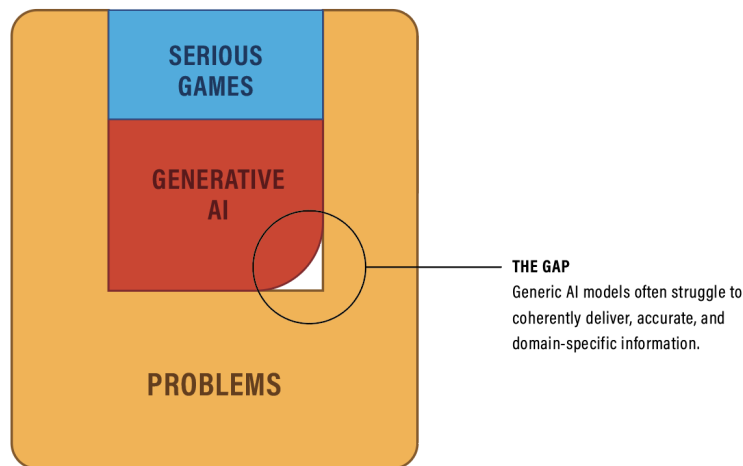 SERIOUS
GAMES
GENERATIVE
AI
THE GAP
Generic AI models often struggle to
coherently deliver, accurate, and
domain-specific information.
PROBLEMS